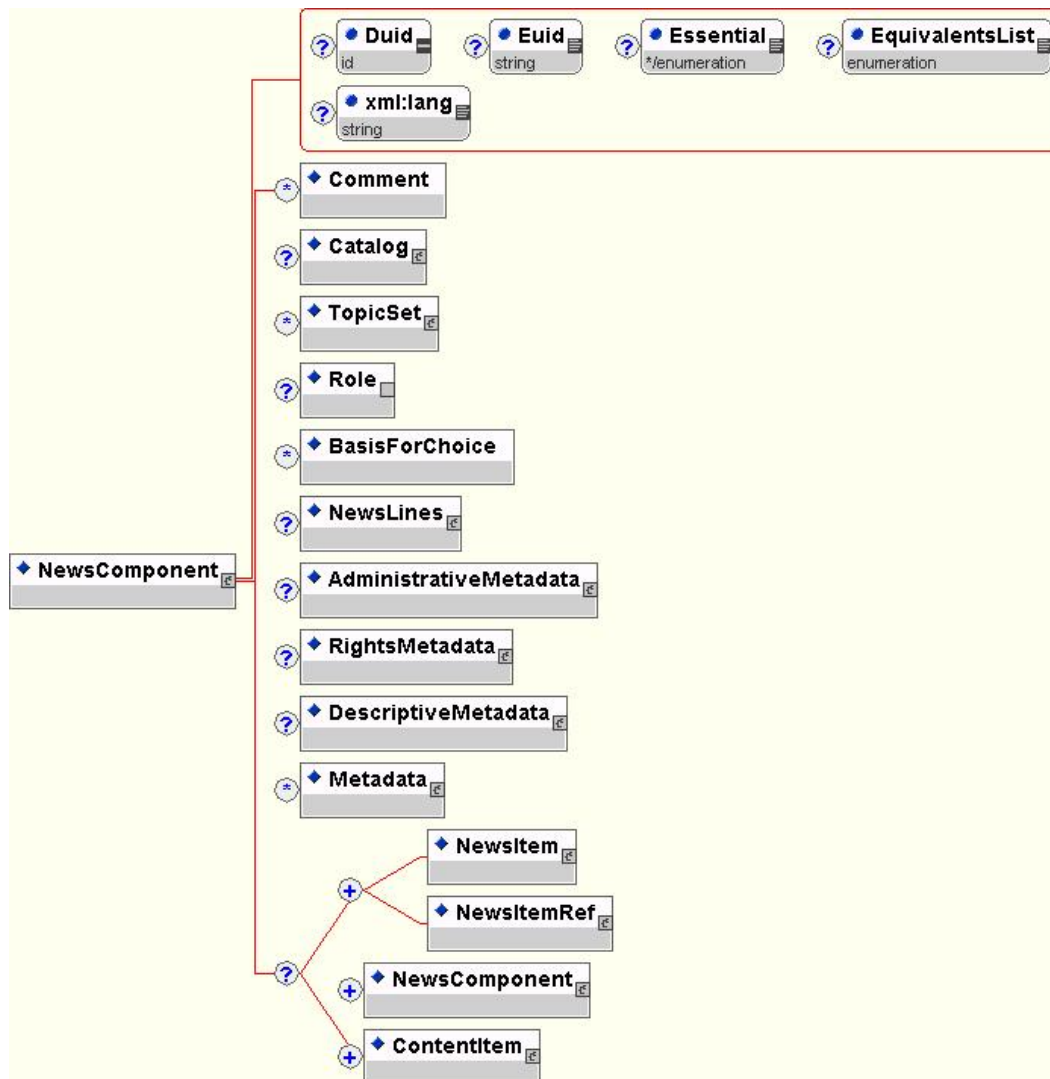 ? Duid ? Euid ? Essential ? EquivalentsList
id string */enumeration enumeration
? xml:lang
string
* Comment
? Catalog
* TopicSet
? Role
* BasisForChoice
? NewsLines
NewsComponent
? AdministrativeMetadata
? RightsMetadata
? DescriptiveMetadata
* Metadata
NewsItem
+
NewsItemRef
?
+ NewsComponent
+ ContentItem